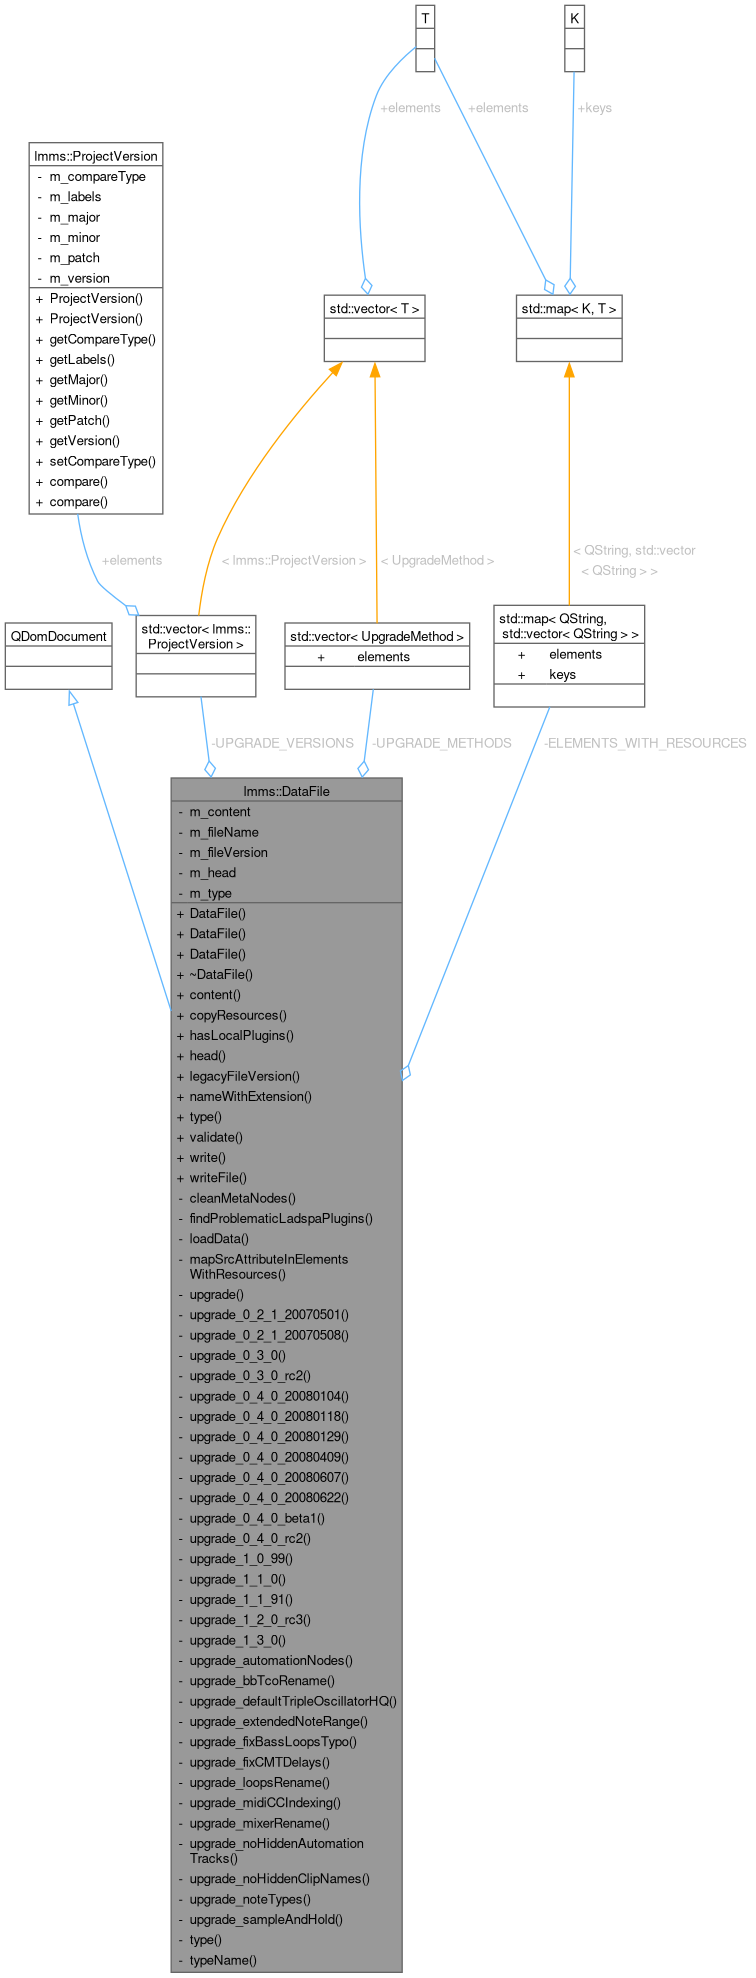 T
K
+elements
+elements
+keys
lmms::ProjectVersion
- m_compareType
- m_labels
- m_major
- m_minor
- m_patch
- m_version
+ ProjectVersion()
+ ProjectVersion()
+ getCompareType()
+ getLabels()
+ getMajor()
+ getMinor()
+ getPatch()
+ getVersion()
+ setCompareType()
+ compare()
+ compare()
std::vector< T >
std::map< K, T >
+elements
< lmms::ProjectVersion >
< UpgradeMethod >
< QString, std::vector
< QString > >
QDomDocument
std::vector< lmms::
ProjectVersion >
std::vector< UpgradeMethod >
+ elements
std::map< QString,
std::vector< QString > >
+ elements
+ keys
-UPGRADE_VERSIONS
-UPGRADE_METHODS
-ELEMENTS_WITH_RESOURCES
lmms::DataFile
- m_content
- m_fileName
- m_fileVersion
- m_head
- m_type
+ DataFile()
+ DataFile()
+ DataFile()
+ ~DataFile()
+ content()
+ copyResources()
+ hasLocalPlugins()
+ head()
+ legacyFileVersion()
+ nameWithExtension()
+ type()
+ validate()
+ write()
+ writeFile()
- cleanMetaNodes()
- findProblematicLadspaPlugins()
- loadData()
- mapSrcAttributeInElements
WithResources()
- upgrade()
- upgrade_0_2_1_20070501()
- upgrade_0_2_1_20070508()
- upgrade_0_3_0()
- upgrade_0_3_0_rc2()
- upgrade_0_4_0_20080104()
- upgrade_0_4_0_20080118()
- upgrade_0_4_0_20080129()
- upgrade_0_4_0_20080409()
- upgrade_0_4_0_20080607()
- upgrade_0_4_0_20080622()
- upgrade_0_4_0_beta1()
- upgrade_0_4_0_rc2()
- upgrade_1_0_99()
- upgrade_1_1_0()
- upgrade_1_1_91()
- upgrade_1_2_0_rc3()
- upgrade_1_3_0()
- upgrade_automationNodes()
- upgrade_bbTcoRename()
- upgrade_defaultTripleOscillatorHQ()
- upgrade_extendedNoteRange()
- upgrade_fixBassLoopsTypo()
- upgrade_fixCMTDelays()
- upgrade_loopsRename()
- upgrade_midiCCIndexing()
- upgrade_mixerRename()
- upgrade_noHiddenAutomation
Tracks()
- upgrade_noHiddenClipNames()
- upgrade_noteTypes()
- upgrade_sampleAndHold()
- type()
- typeName()